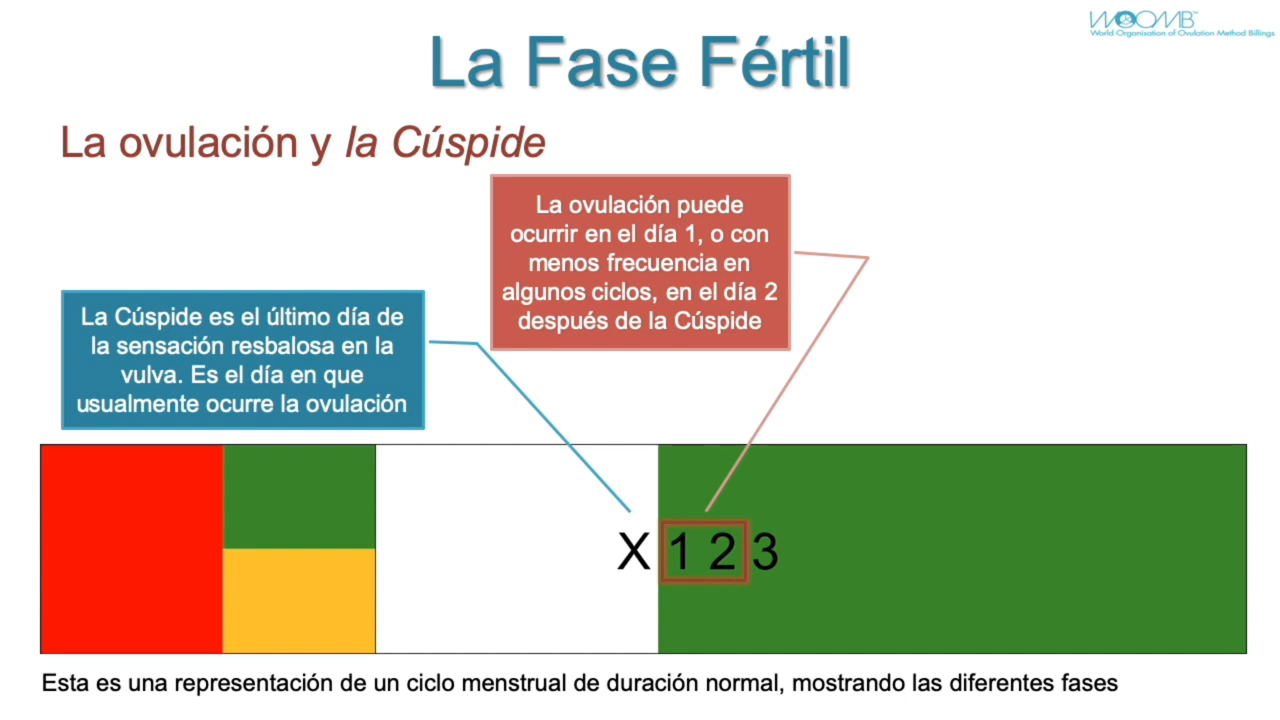 WOOMB™
World Organisation of Ovulation Method Billings
La Fase Fértil
La ovulación y la Cúspide
La ovulación puede
ocurrir en el día 1, o con
menos frecuencia en
algunos ciclos, en el día 2
después de la Cúspide
La Cúspide es el último día de
la sensación resbalosa en la
vulva. Es el día en que
usualmente ocurre la ovulación
X 1 2 3
Esta es una representación de un ciclo menstrual de duración normal, mostrando las diferentes fases